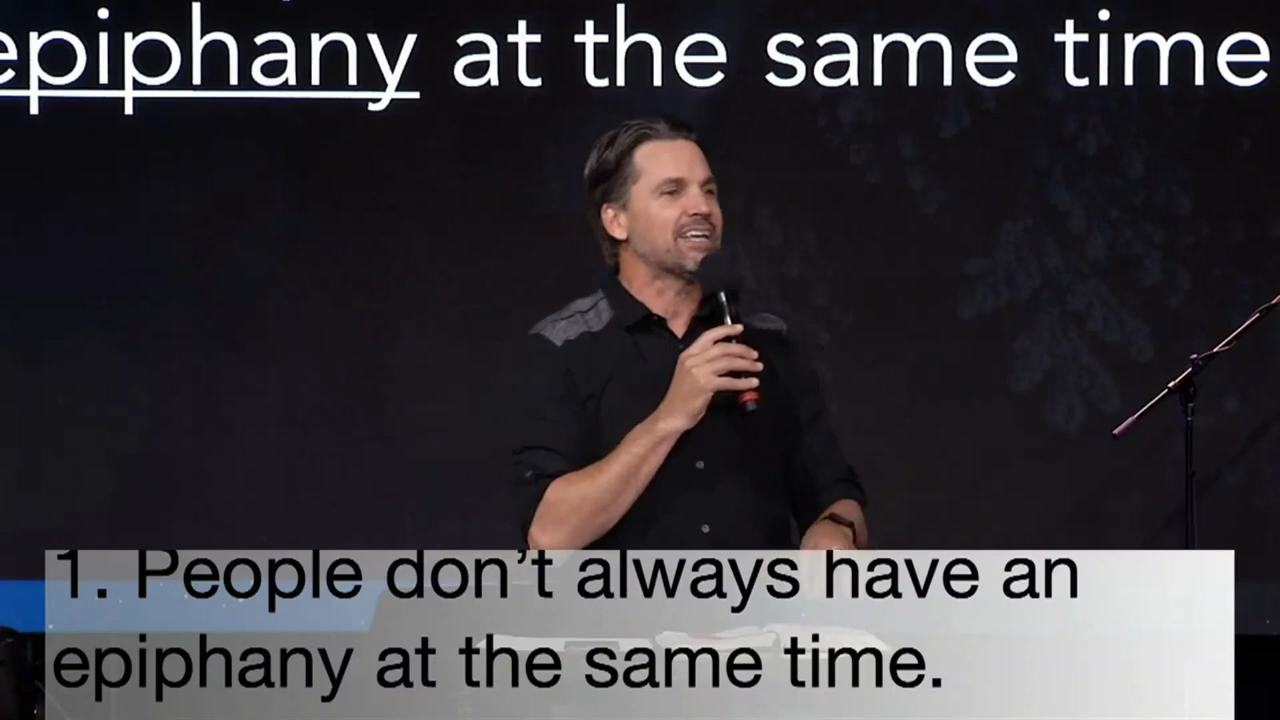 epiphany at the same time
1. People don’t always have an
epiphany at the same time.